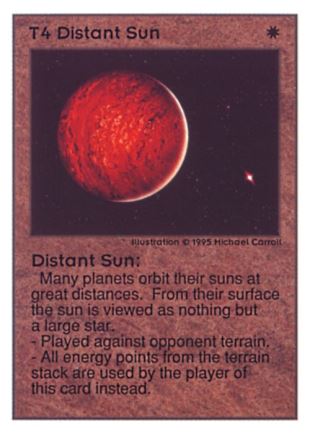 T4 Distant Sun *
Illustration © 1995 Michael Carroll
Distant Sun:
Many planets orbit their suns at
great distances. From their surface
the sun is viewed as nothing but
a large star.
- Played against opponent terrain.
- All energy points from the terrain
stack are used by the player of
this card instead.